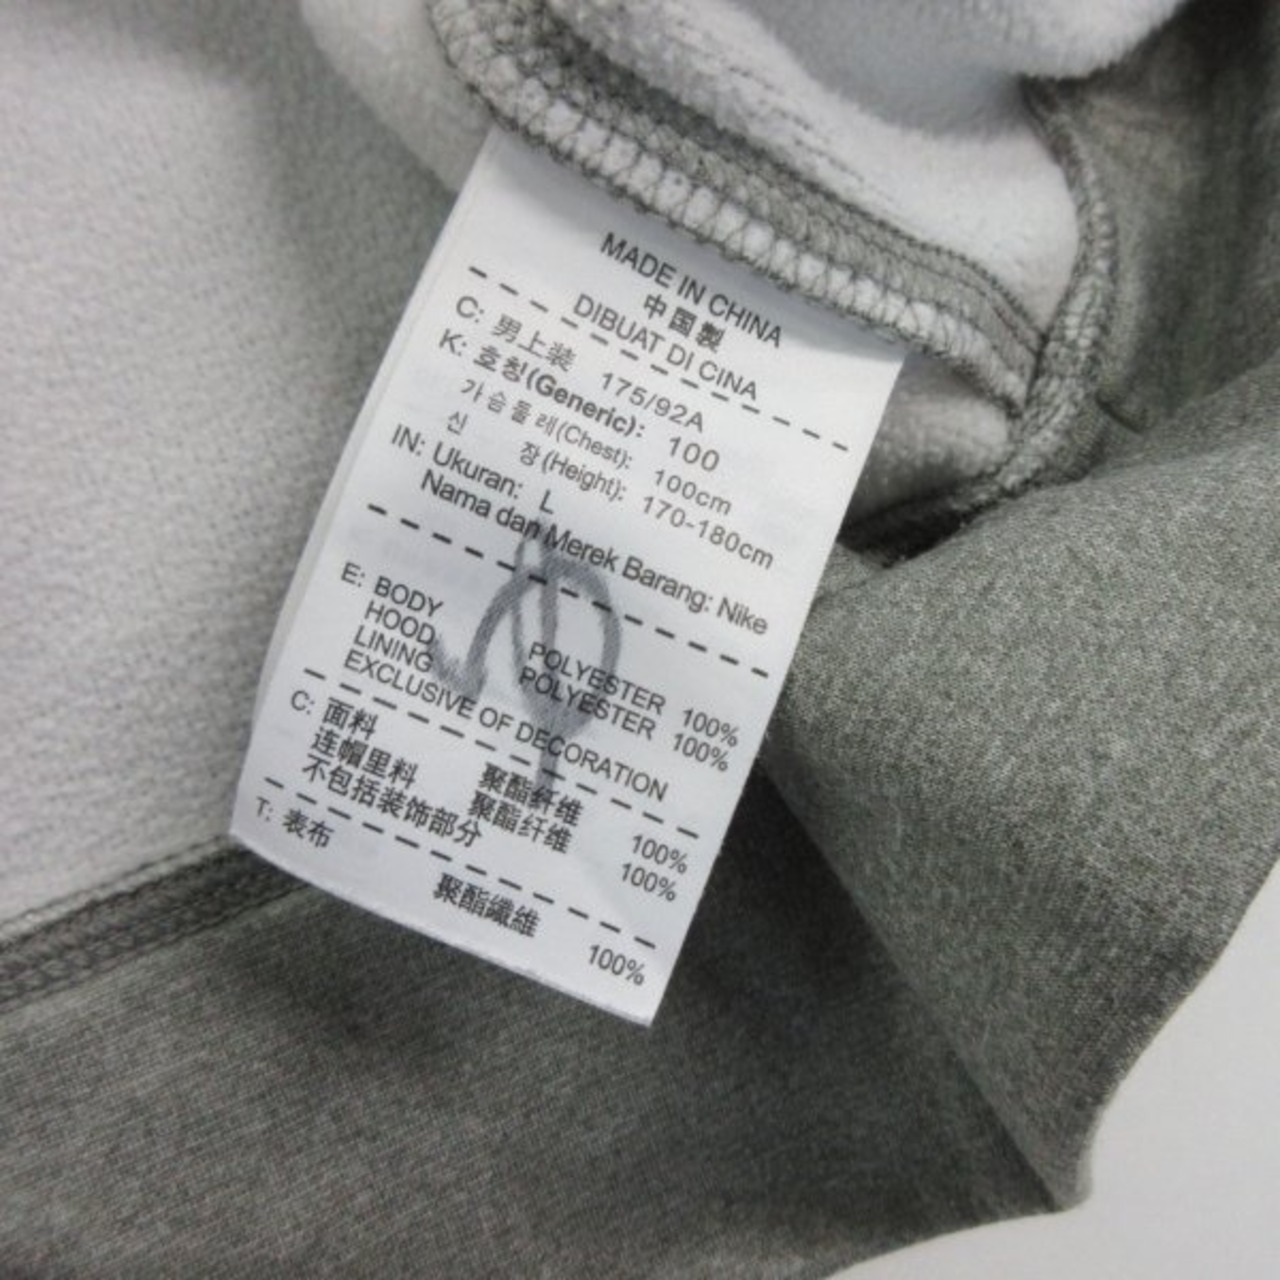 MADE IN CHINA
中国製
DIBUAT DI CINA
C: 男上装 175/92A
K: 호칭(Generic): 100
가슴둘레(Chest): 100cm
신 장(Height): 170-180cm
IN: Ukuran: L
Nama dan Merek Barang: Nike
E: BODY POLYESTER 100%
HOOD POLYESTER 100%
LINING
EXCLUSIVE OF DECORATION
C: 面料 聚酯纤维 100%
连帽里料 聚酯纤维 100%
不包括装饰部分
T: 表布 聚酯纖維 100%